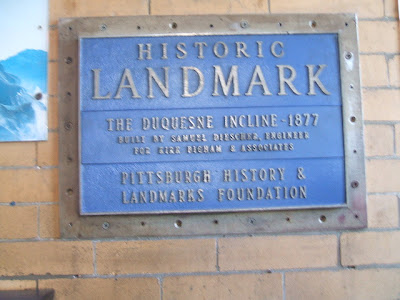 HISTORIC
LANDMARK
THE DUQUESNE INCLINE - 1877
BUILT BY SAMUEL DIESCHER, ENGINEER
FOR KIRK BIGHAM & ASSOCIATES
PITTSBURGH HISTORY &
LANDMARKS FOUNDATION